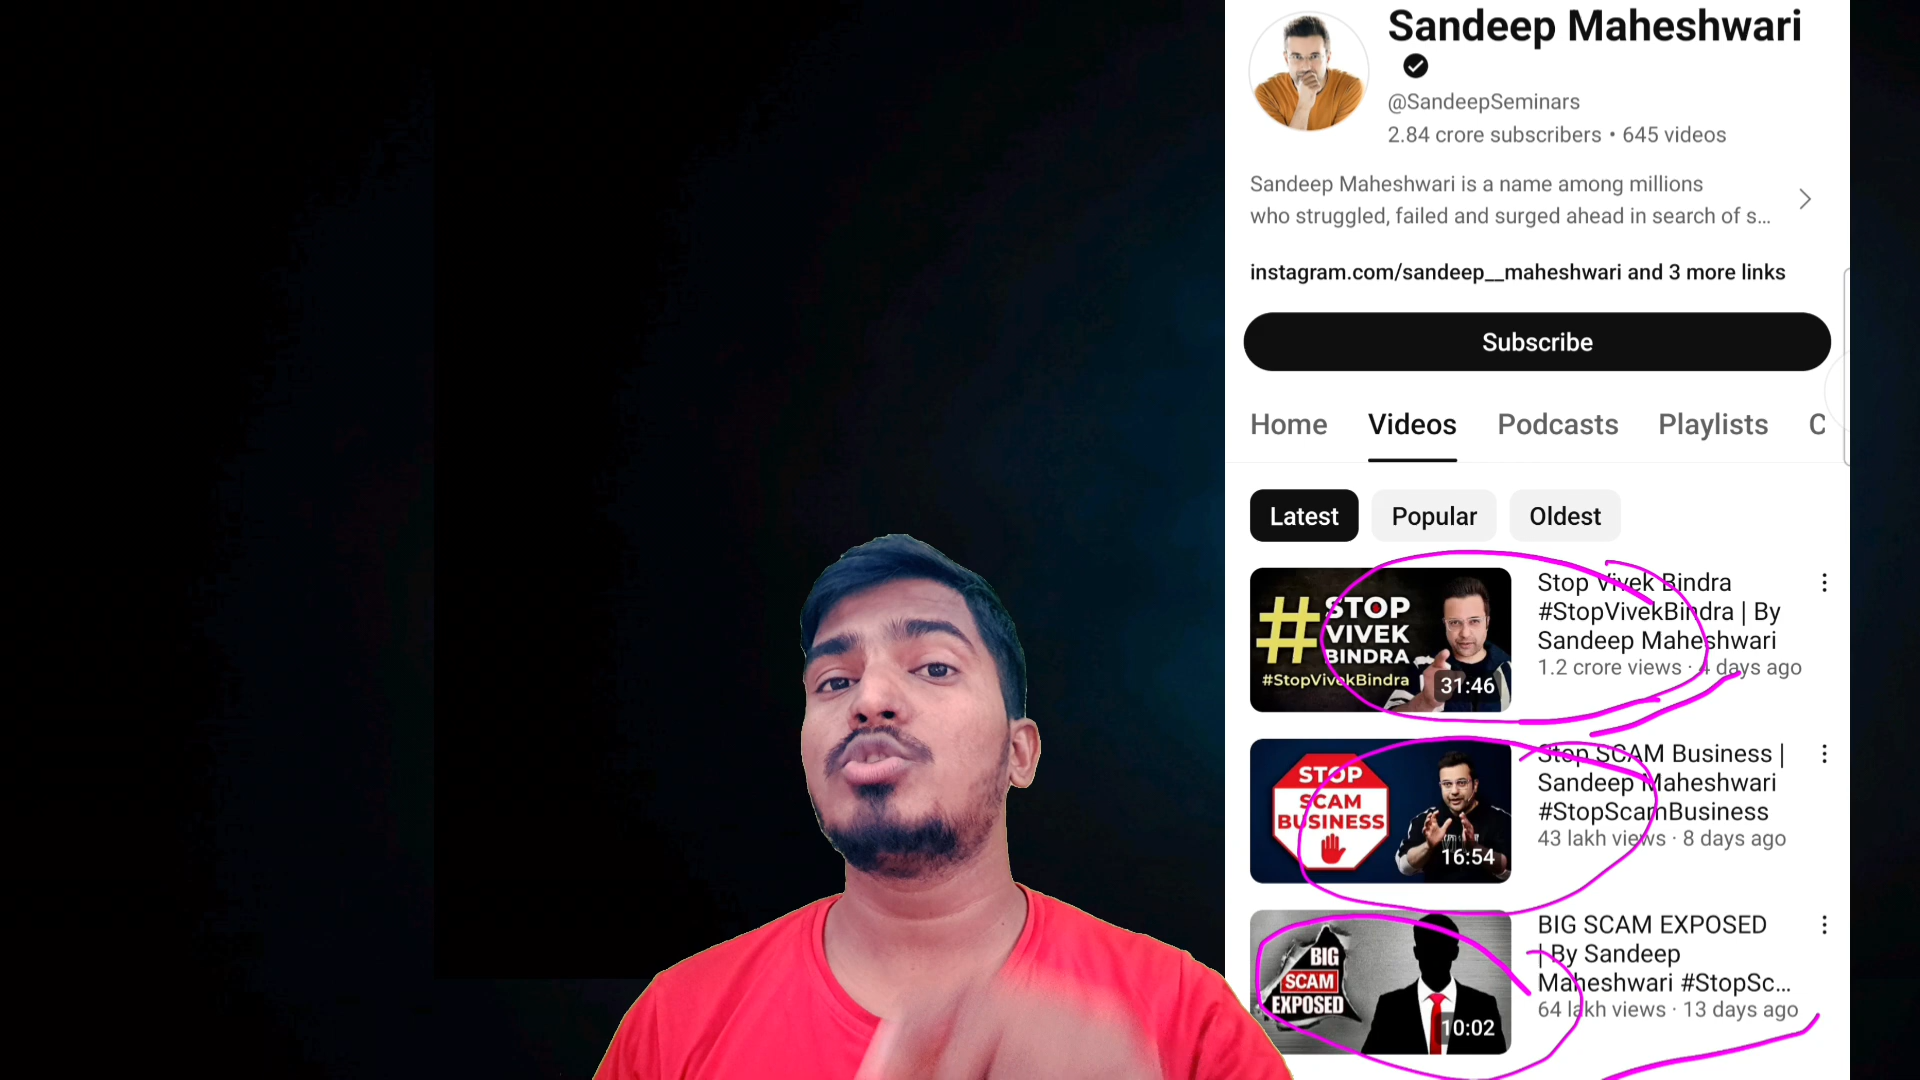 Sandeep Maheshwari
@SandeepSeminars
2.84 crore subscribers • 645 videos
Sandeep Maheshwari is a name among millions
who struggled, failed and surged ahead in search of s...
instagram.com/sandeep__maheshwari and 3 more links
Subscribe
Home Videos Podcasts Playlists C
Latest Popular Oldest
#STOP
VIVEK
BINDRA
#StopVivekBindra
31:46
Stop Vivek Bindra
#StopVivekBindra | By
Sandeep Maheshwari
1.2 crore views · 4 days ago
STOP
SCAM
BUSINESS
16:54
Stop SCAM Business |
Sandeep Maheshwari
#StopScamBusiness
43 lakh views · 8 days ago
BIG
SCAM
EXPOSED
10:02
BIG SCAM EXPOSED
| By Sandeep
Maheshwari #StopSc...
64 lakh views · 13 days ago